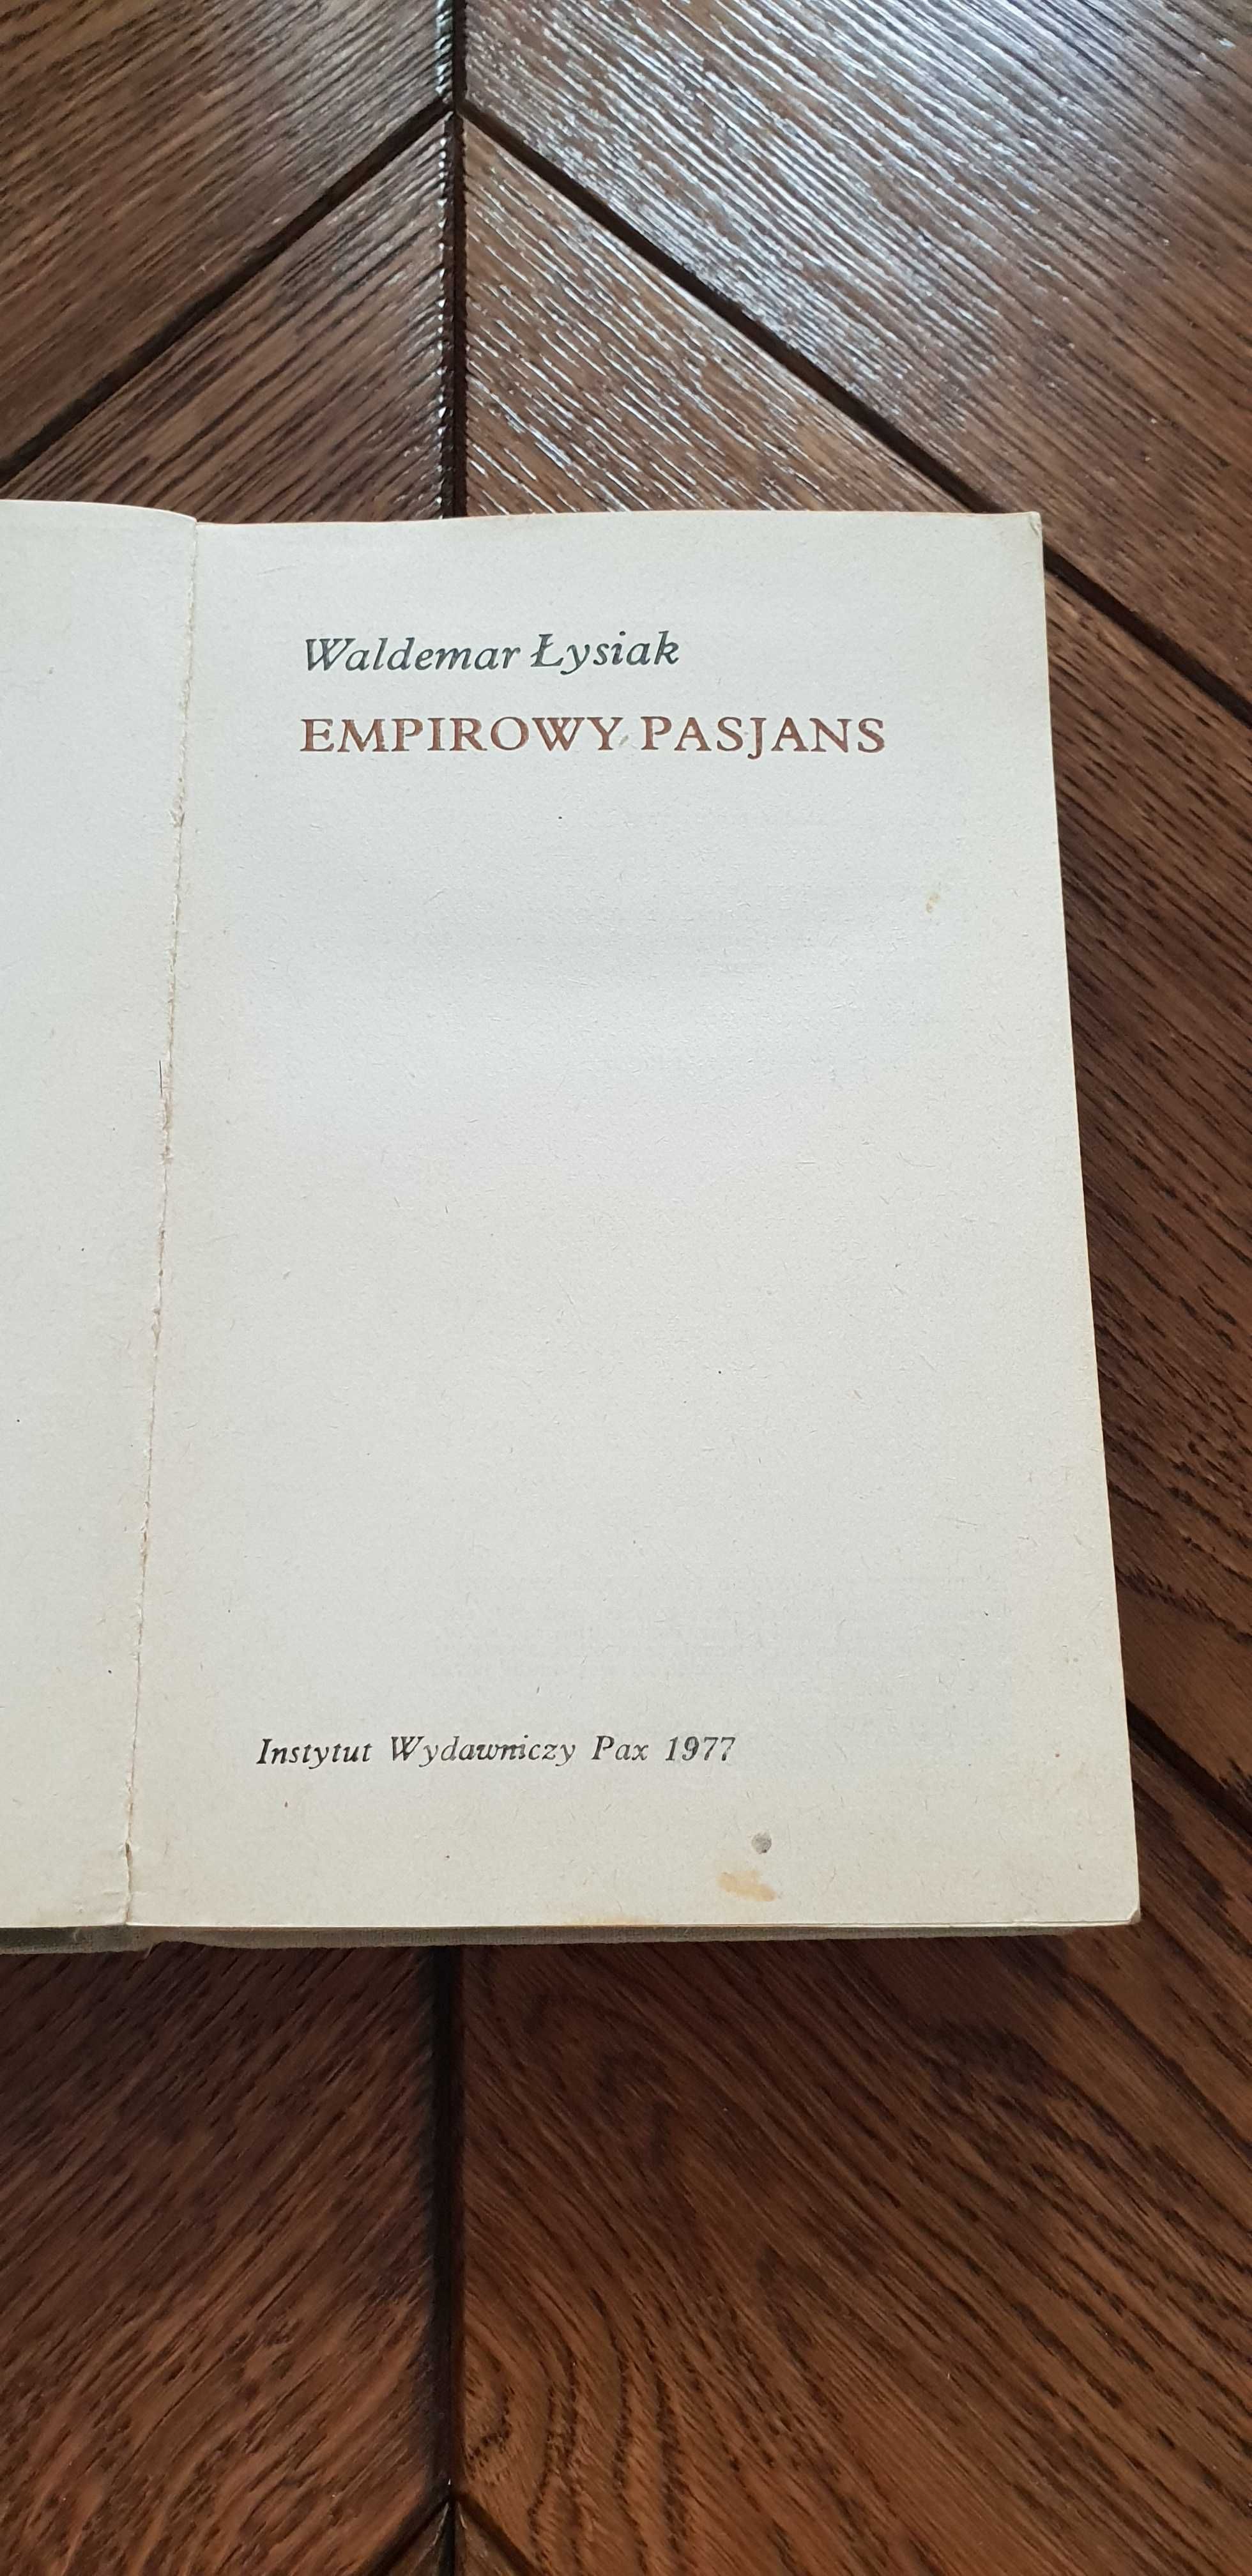 Waldemar Łysiak
EMPIROWY PASJANS
Instytut Wydawniczy Pax 1977